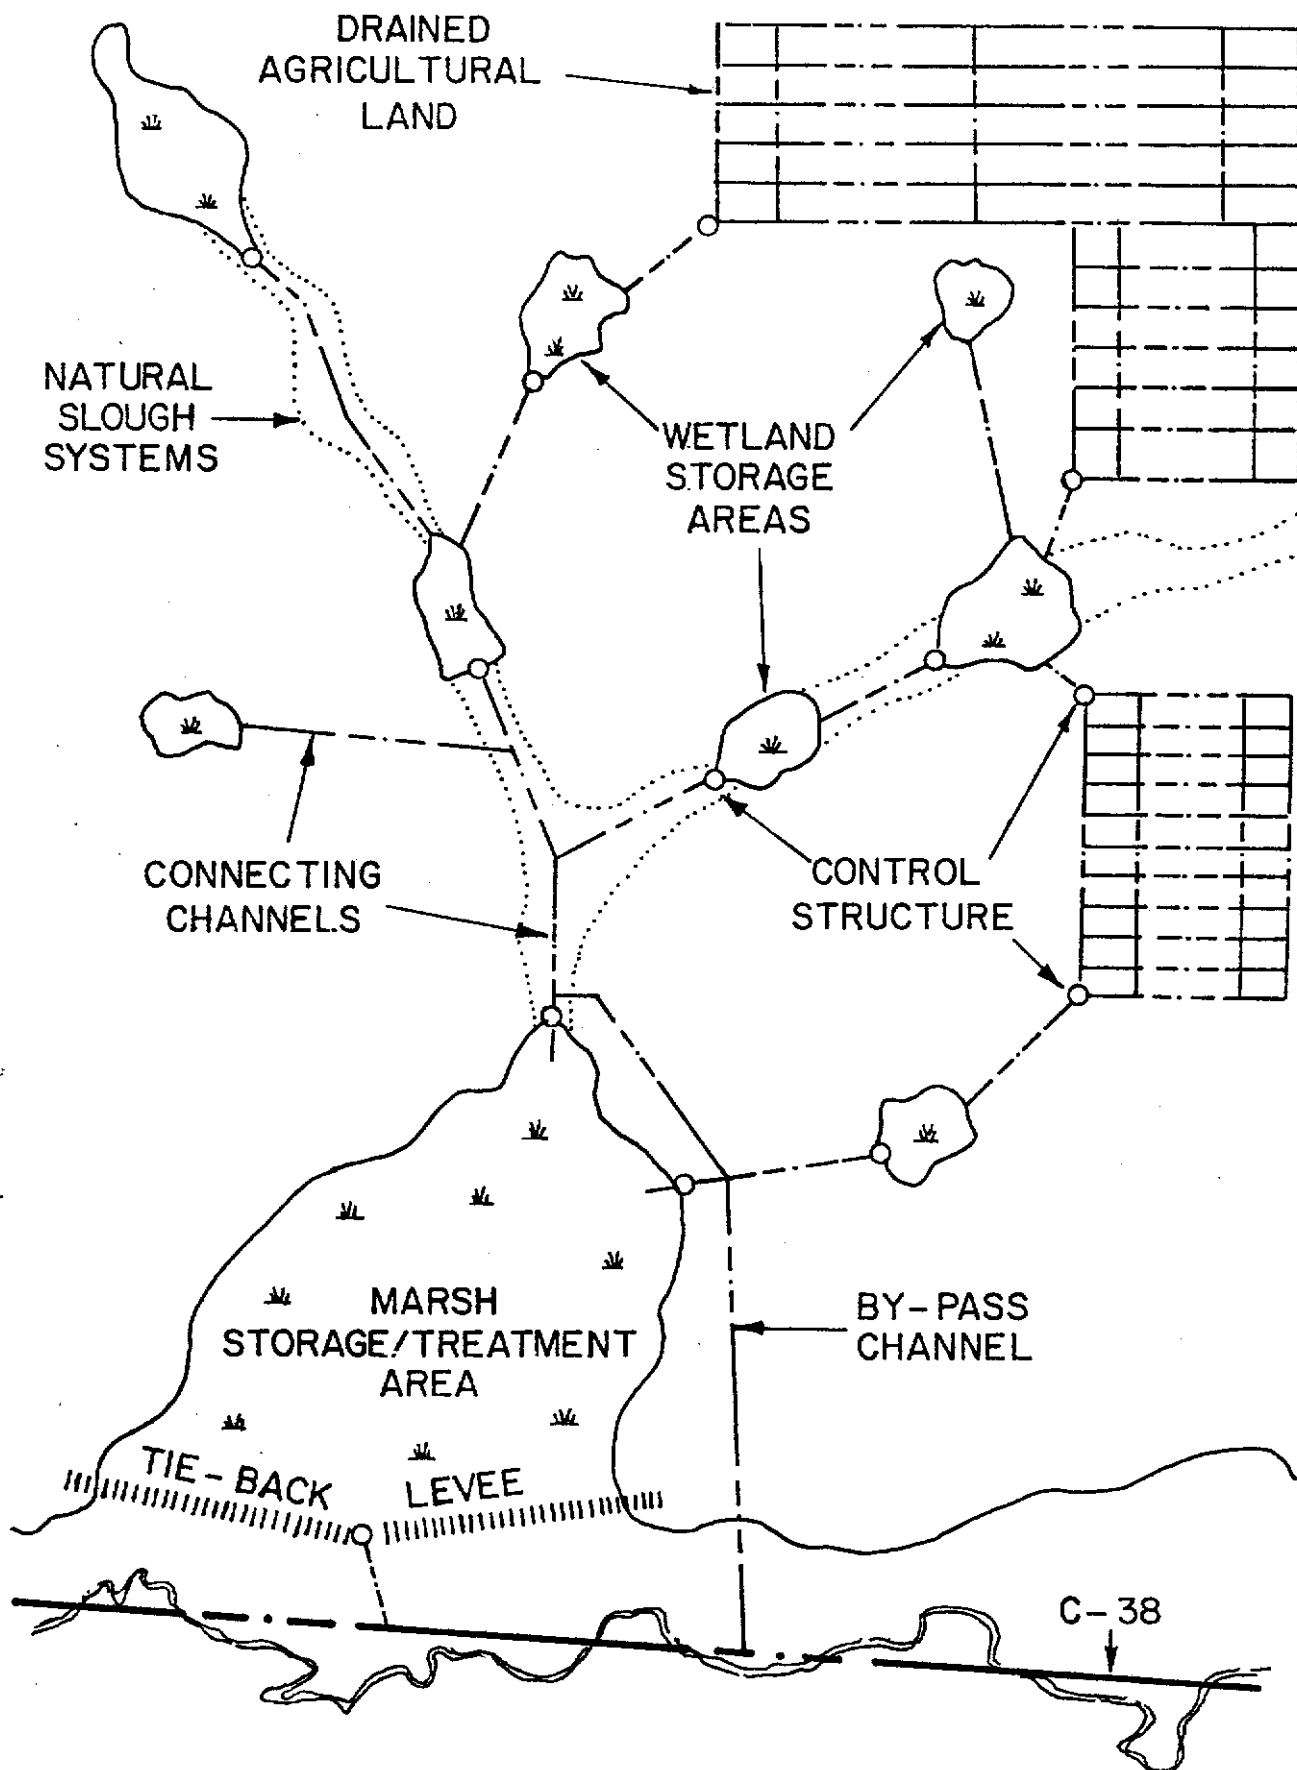 DRAINED
AGRICULTURAL
LAND
NATURAL
SLOUGH
SYSTEMS
WETLAND
STORAGE
AREAS
CONNECTING
CHANNELS
CONTROL
STRUCTURE
MARSH
STORAGE/TREATMENT
AREA
BY-PASS
CHANNEL
TIE-BACK LEVEE
C-38